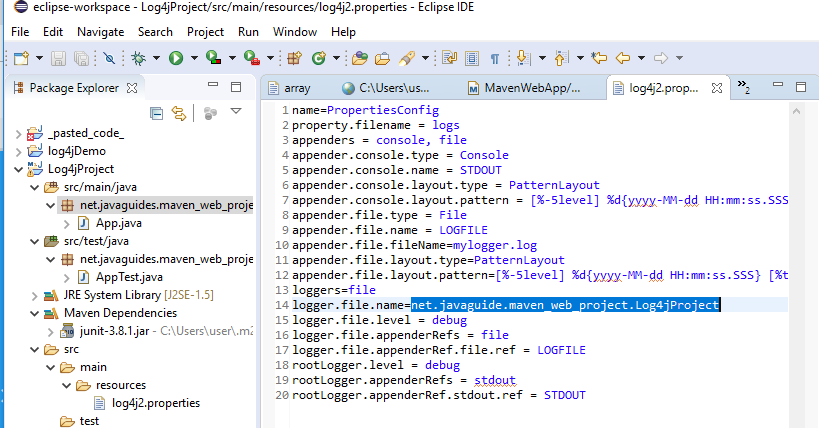 eclipse-workspace - Log4jProject/src/main/resources/log4j2.properties - Eclipse IDE
File Edit Navigate Search Project Run Window Help
Package Explorer
_pasted_code_
log4jDemo
Log4jProject
src/main/java
net.javaguides.maven_web_proje
App.java
src/test/java
net.javaguides.maven_web_proje
AppTest.java
JRE System Library [J2SE-1.5]
Maven Dependencies
junit-3.8.1.jar - C:\Users\user\.m2
src
main
resources
log4j2.properties
test
array
C:\Users\us...
MavenWebApp/...
log4j2.prop...
»2
1 name=PropertiesConfig
2 property.filename = logs
3 appenders = console, file
4 appender.console.type = Console
5 appender.console.name = STDOUT
6 appender.console.layout.type = PatternLayout
7 appender.console.layout.pattern = [%-5level] %d{yyyy-MM-dd HH:mm:ss.SSS
8 appender.file.type = File
9 appender.file.name = LOGFILE
10 appender.file.fileName=mylogger.log
11 appender.file.layout.type=PatternLayout
12 appender.file.layout.pattern=[%-5level] %d{yyyy-MM-dd HH:mm:ss.SSS} [%t
13 loggers=file
14 logger.file.name=net.javaguide.maven_web_project.Log4jProject
15 logger.file.level = debug
16 logger.file.appenderRefs = file
17 logger.file.appenderRef.file.ref = LOGFILE
18 rootLogger.level = debug
19 rootLogger.appenderRefs = stdout
20 rootLogger.appenderRef.stdout.ref = STDOUT